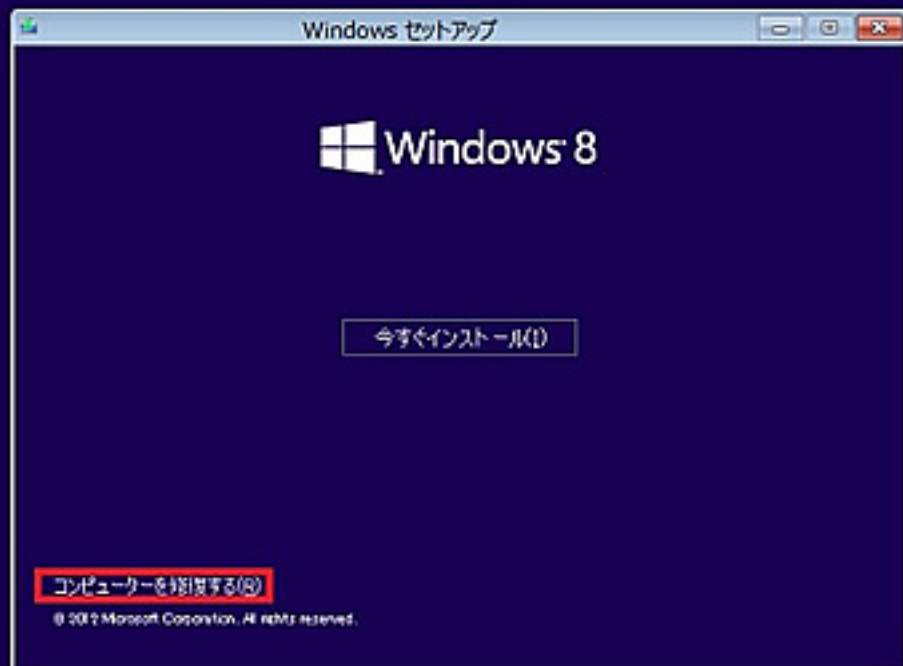 Windows セットアップ
Windows 8
今すぐインストール(I)
コンピューターを修復する(R)
© 2012 Microsoft Corporation. All rights reserved.